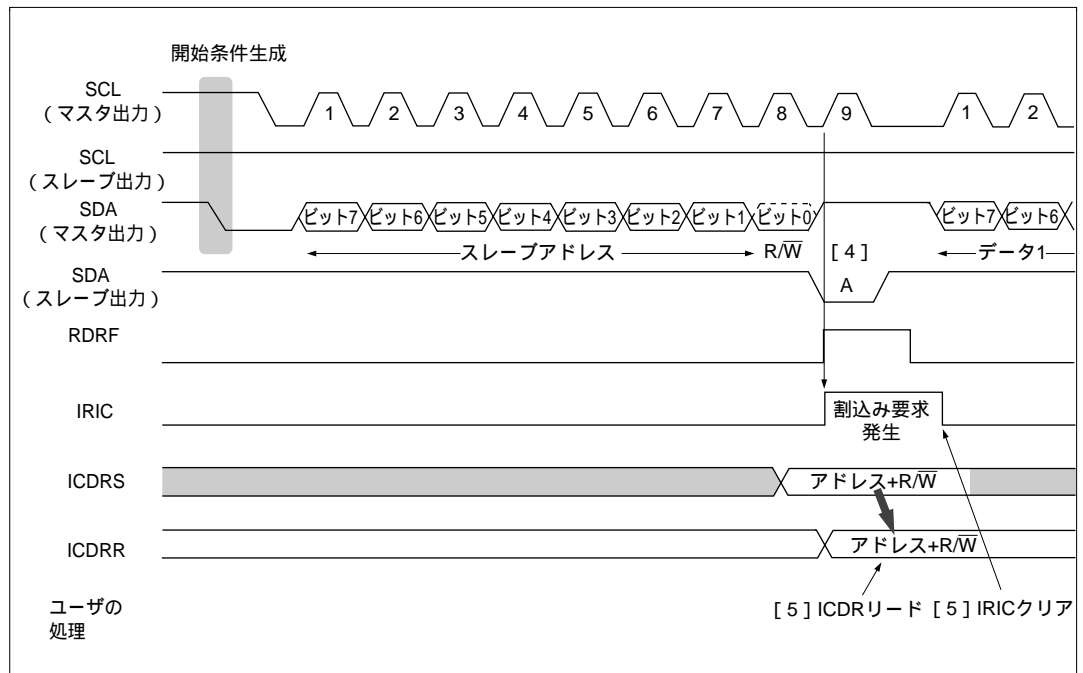 開始条件生成
SCL
（マスタ出力）
1 2 3 4 5 6 7 8 9 1 2
SCL
（スレーブ出力）
SDA
（マスタ出力）
ビット7 ビット6 ビット5 ビット4 ビット3 ビット2 ビット1 ビット0 ビット7 ビット6
スレーブアドレス R/W̅ [4] データ1
SDA
（スレーブ出力）
A
RDRF
IRIC
割込み要求
発生
ICDRS
アドレス+R/W̅
ICDRR
アドレス+R/W̅
ユーザの
処理
[5] ICDRリード [5] IRICクリア